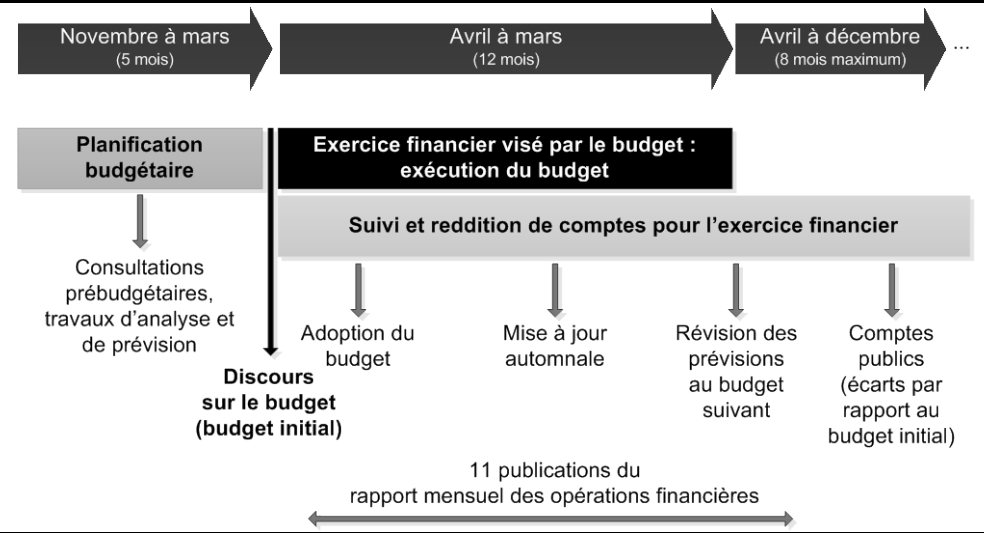 Novembre à mars
(5 mois)
Avril à mars
(12 mois)
Avril à décembre
(8 mois maximum)
...
Planification
budgétaire
Exercice financier visé par le budget :
exécution du budget
Suivi et reddition de comptes pour l’exercice financier
Consultations
prébudgétaires,
travaux d’analyse et
de prévision
Discours
sur le budget
(budget initial)
Adoption du
budget
Mise à jour
automnale
Révision des
prévisions
au budget
suivant
Comptes
publics
(écarts par
rapport au
budget initial)
11 publications du
rapport mensuel des opérations financières